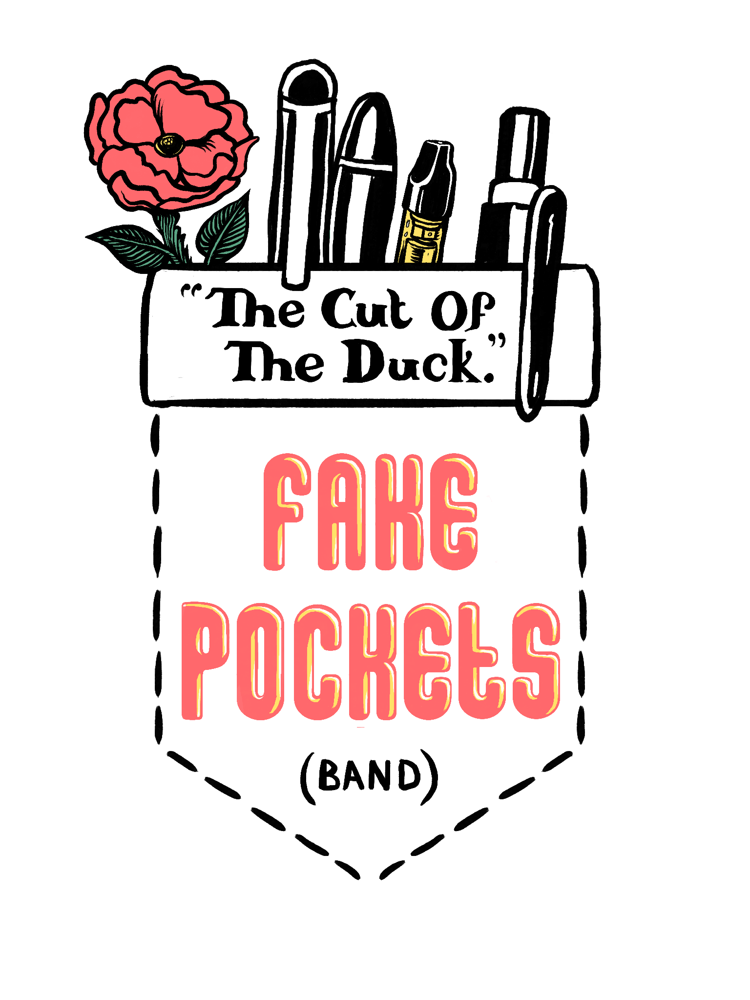 “The Cut Of
The Duck.”
FAKE
POCKETS
(BAND)